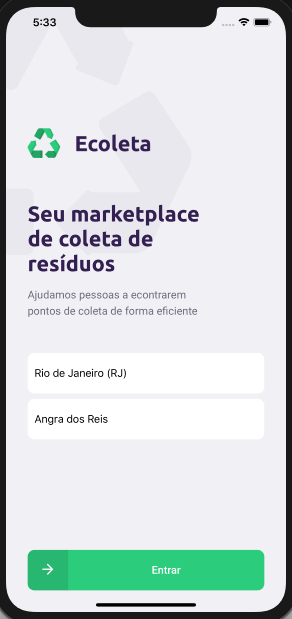 5:33
Ecoleta
Seu marketplace
de coleta de
resíduos
Ajudamos pessoas a econtrarem
pontos de coleta de forma eficiente
Rio de Janeiro (RJ)
Angra dos Reis
Entrar